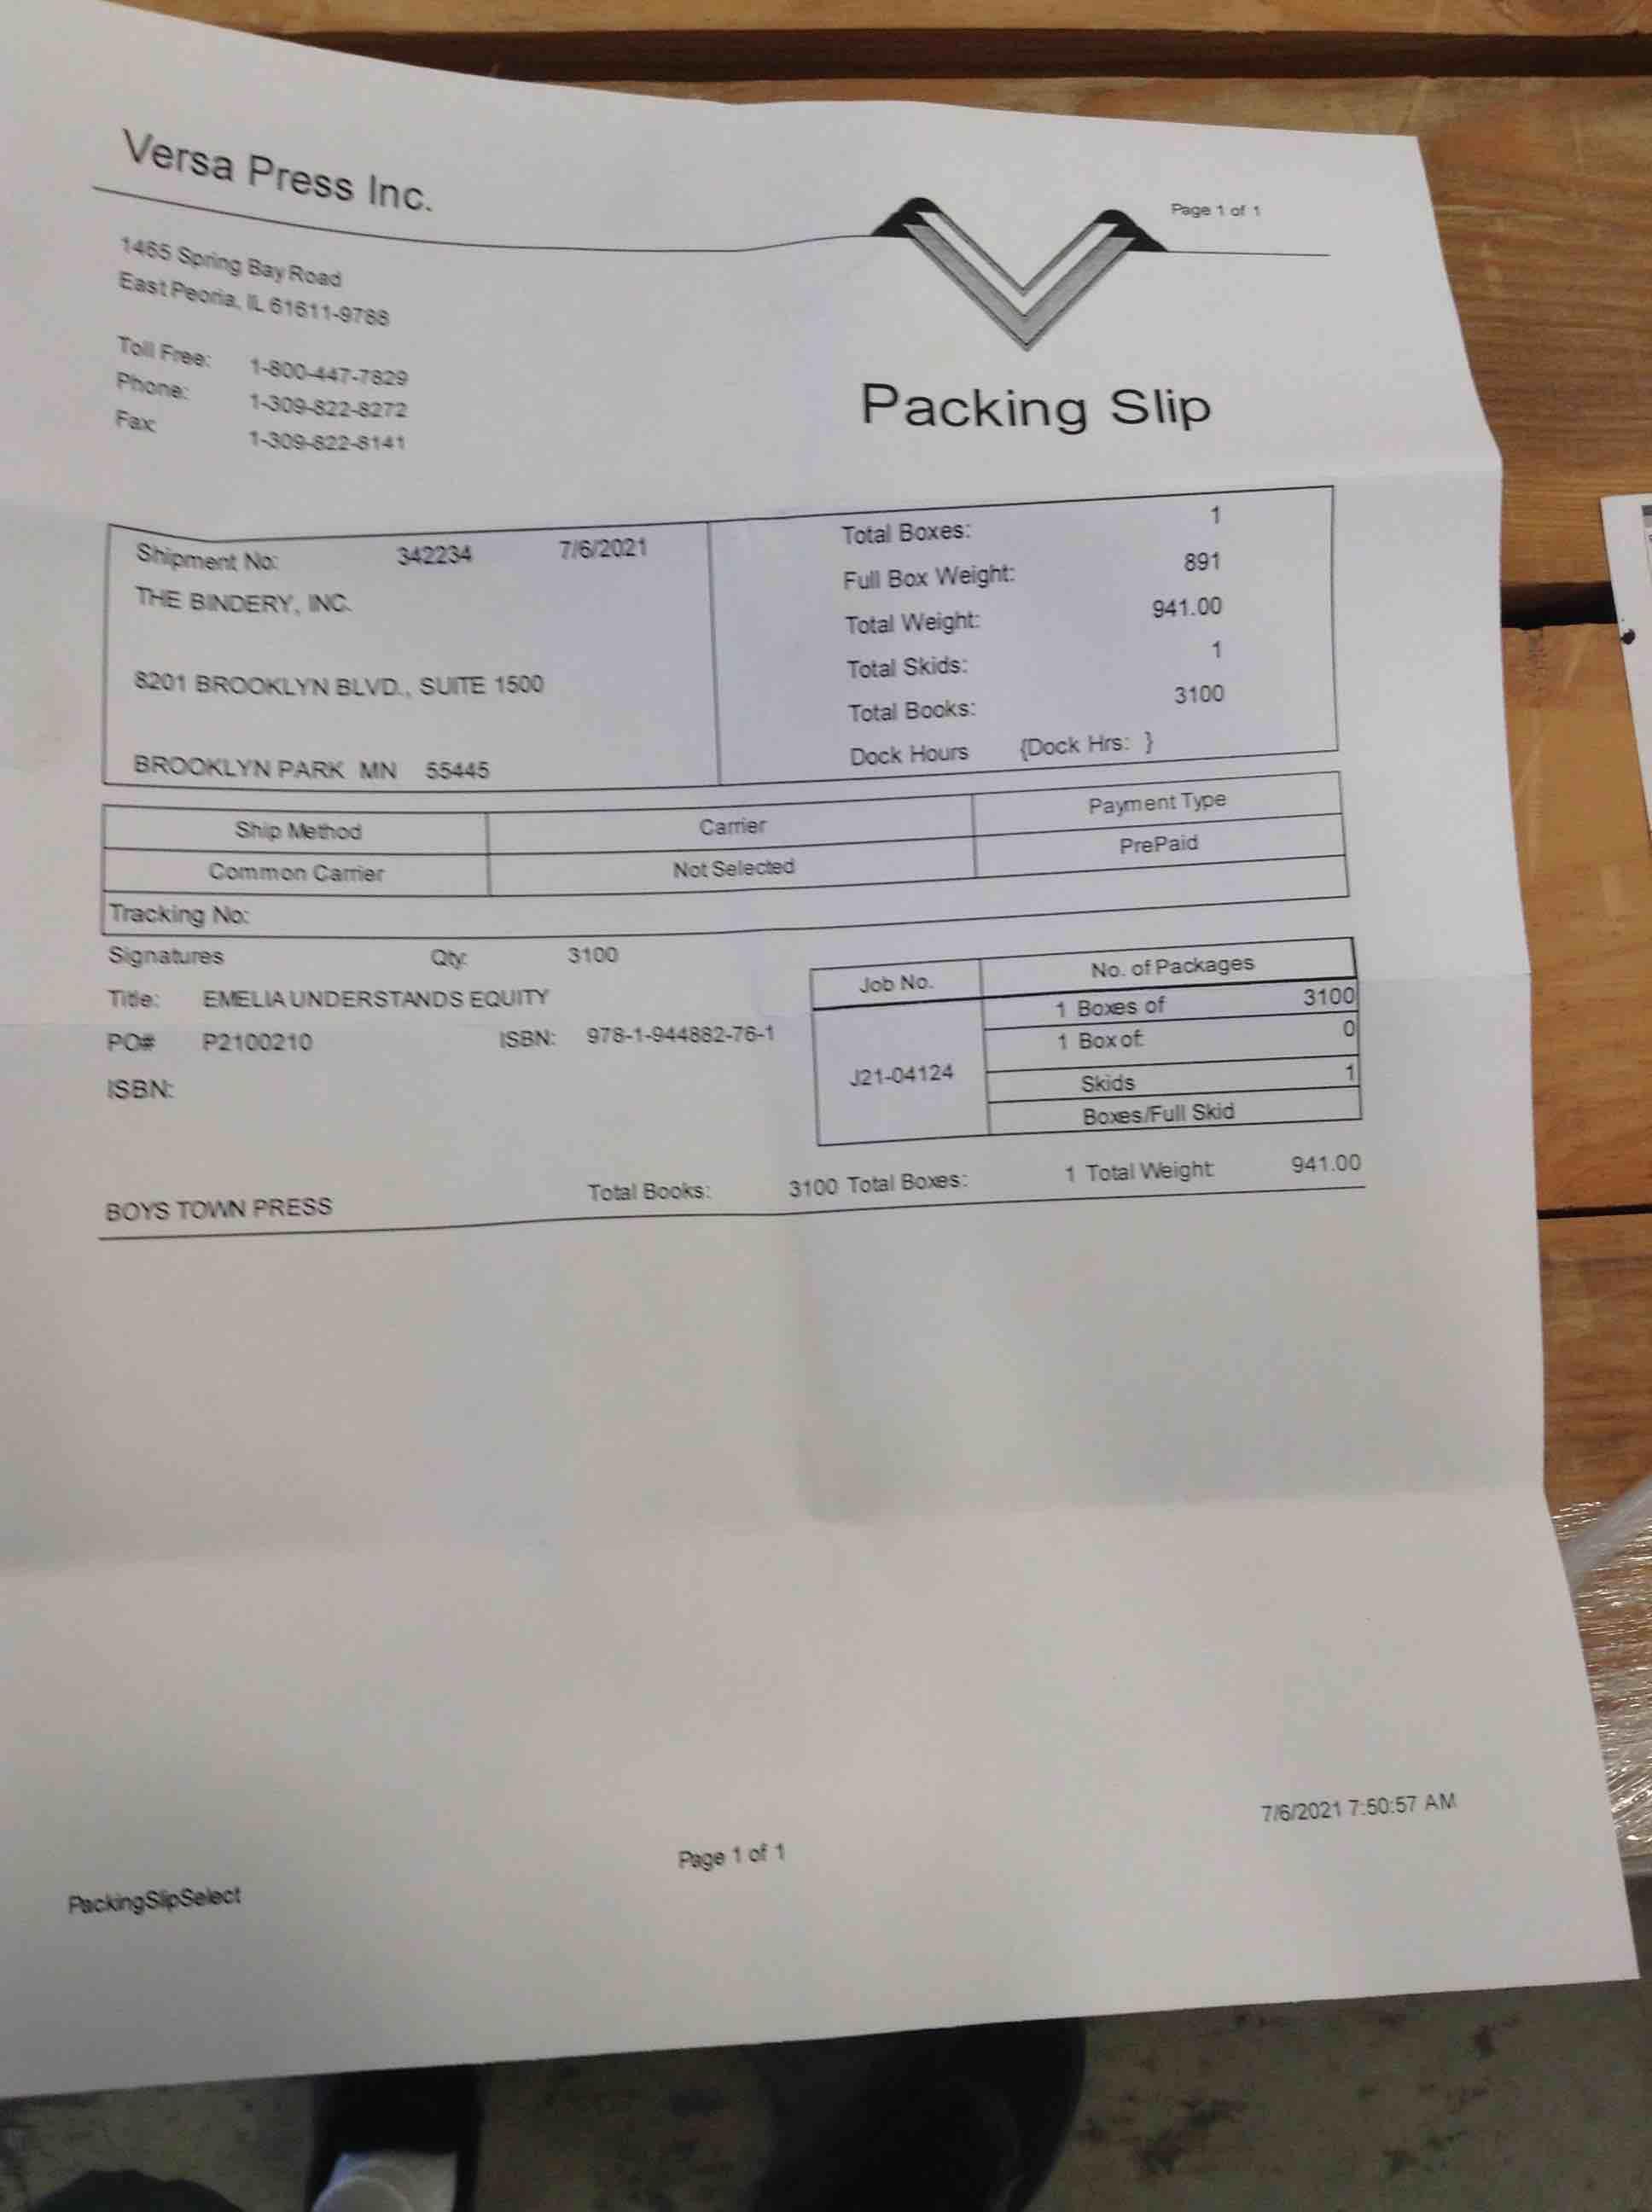 Versa Press Inc.
Page 1 of 1
1465 Spring Bay Road
East Peoria, IL 61611-9788
Toll Free: 1-800-447-7829
Phone: 1-309-822-8272
Fax: 1-309-822-8141
Packing Slip
Shipment No: 342234 7/6/2021
THE BINDERY, INC.
8201 BROOKLYN BLVD., SUITE 1500
BROOKLYN PARK MN 55445
Total Boxes: 1
Full Box Weight: 891
Total Weight: 941.00
Total Skids: 1
Total Books: 3100
Dock Hours {Dock Hrs: }
Ship Method Carrier Payment Type
Common Carrier Not Selected PrePaid
Tracking No:
Signatures Qty: 3100
Title: EMELIA UNDERSTANDS EQUITY
PO# P2100210 ISBN: 978-1-944882-76-1
ISBN:
Job No. No. of Packages
J21-04124
1 Boxes of 3100
1 Box of: 0
Skids 1
Boxes/Full Skid
BOYS TOWN PRESS Total Books: 3100 Total Boxes: 1 Total Weight: 941.00
7/6/2021 7:50:57 AM
Page 1 of 1
PackingSlipSelect